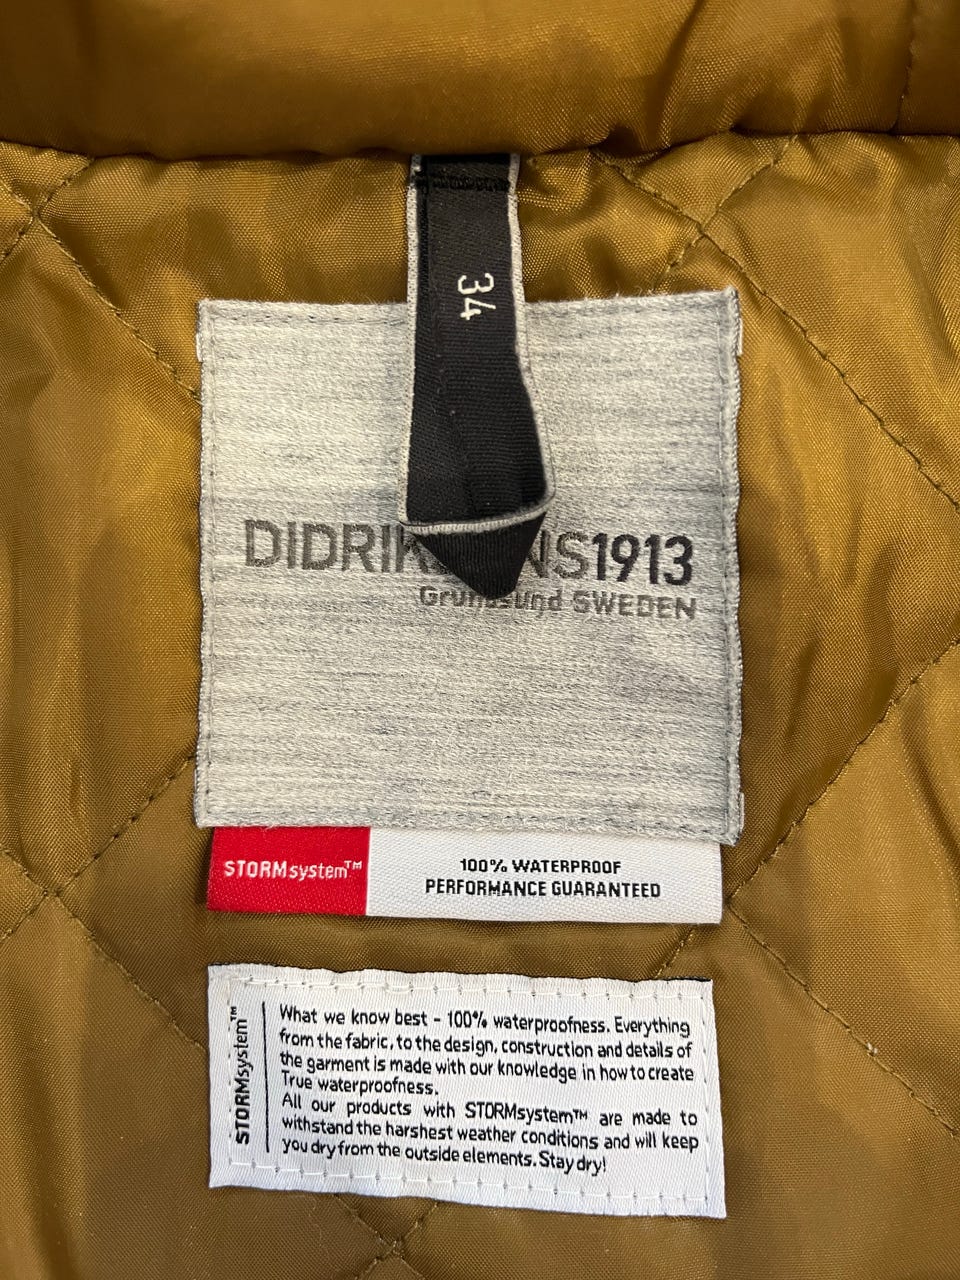 34
1913
SWEDEN
STORMsystem™
100% WATERPROOF
PERFORMANCE GUARANTEED
STORMsystem™
What we know best - 100% waterproofness. Everything
from the fabric, to the design, construction and details of
the garment is made with our knowledge in how to create
True waterproofness.
All our products with STORMsystem™ are made to
withstand the harshest weather conditions and will keep
you dry from the outside elements. Stay dry!